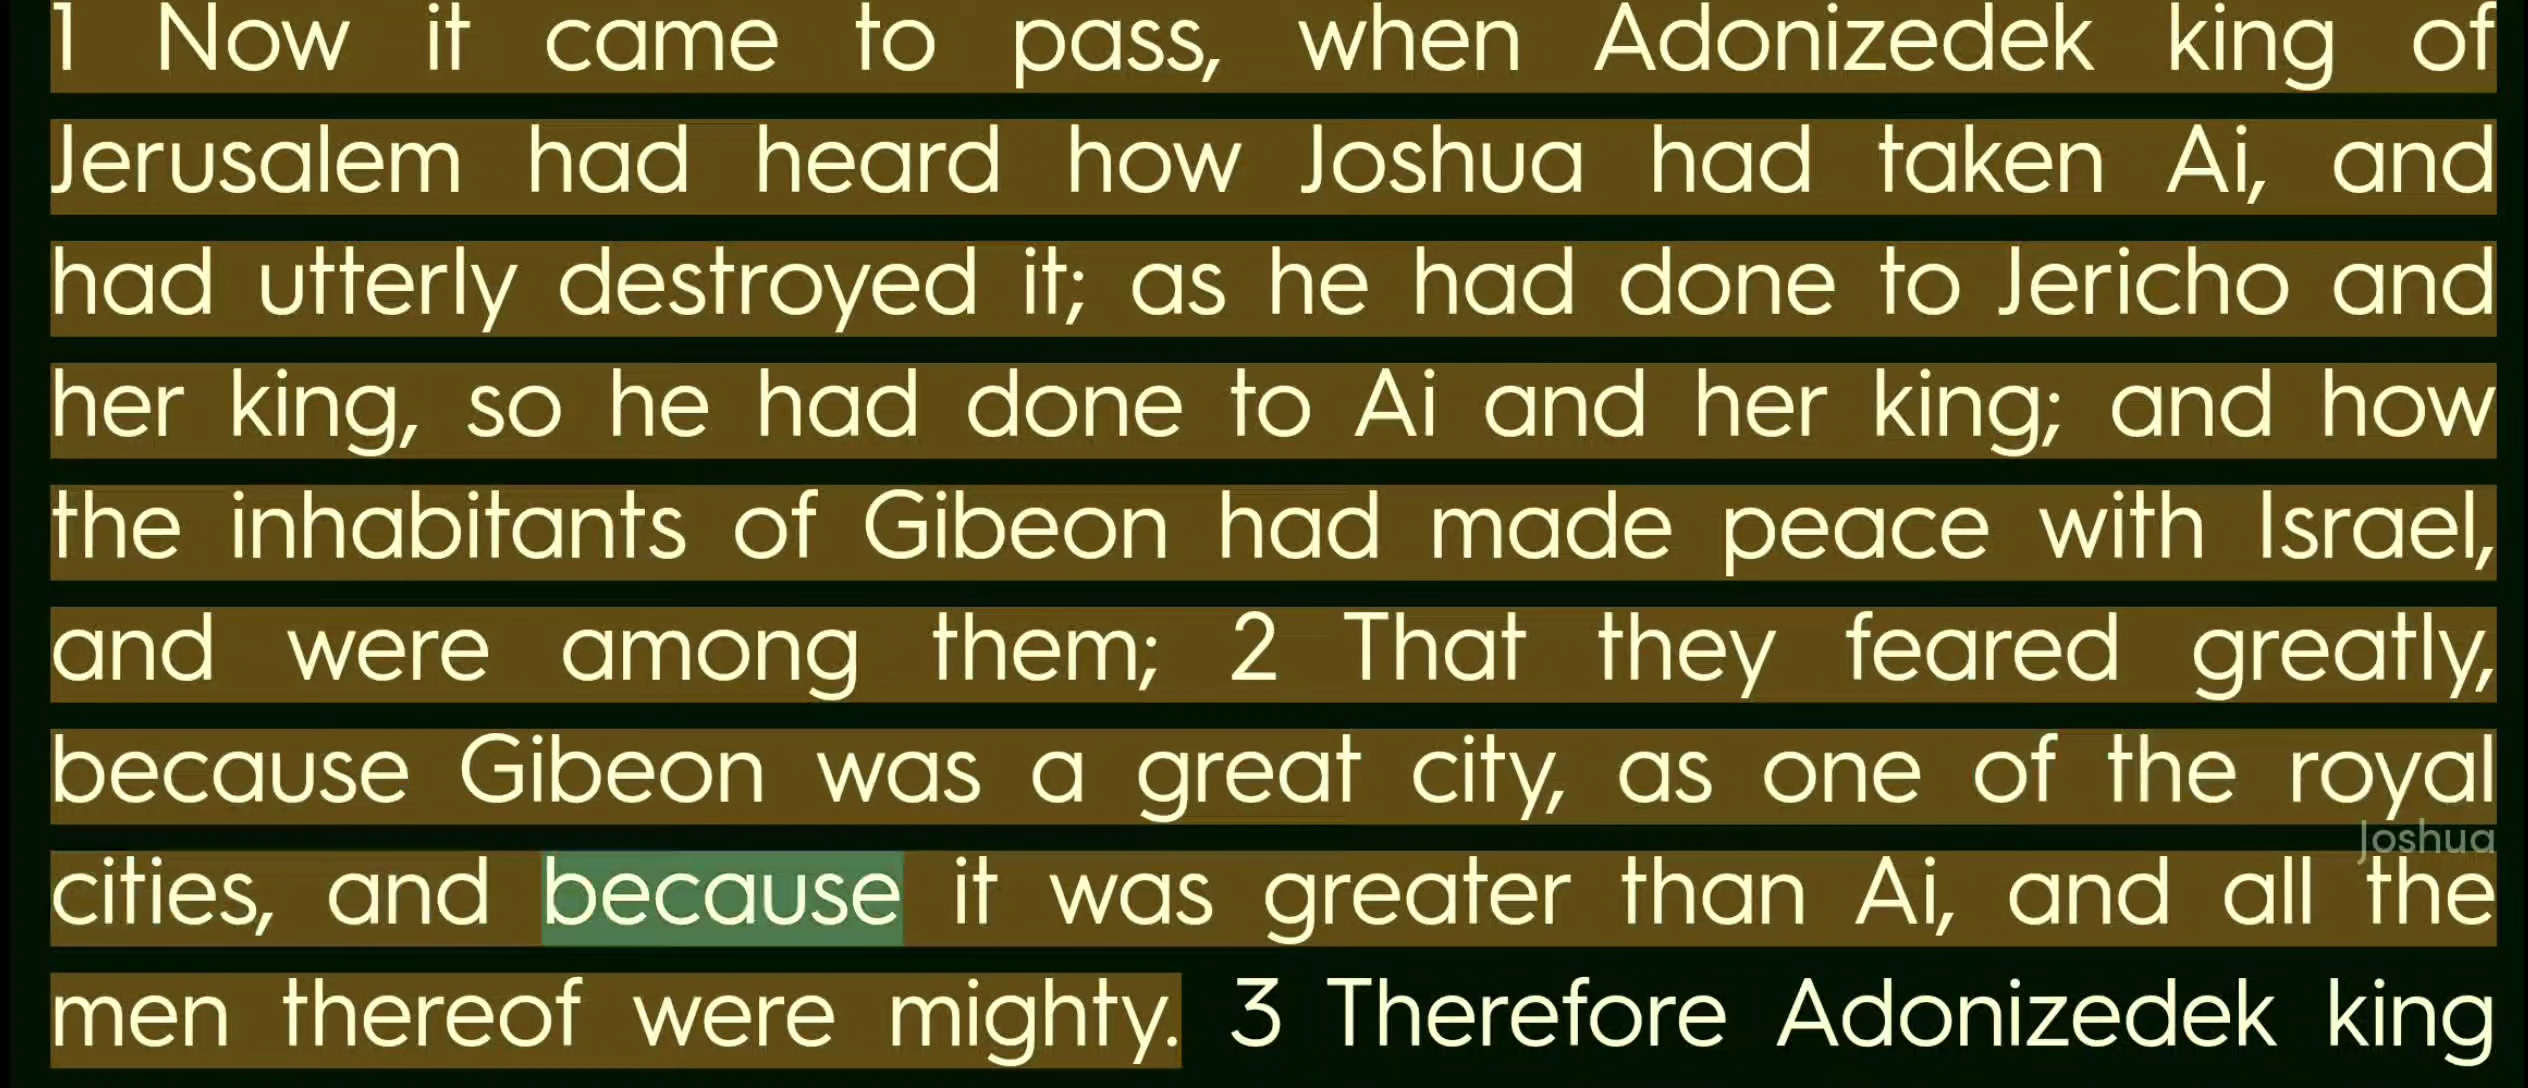 1 Now it came to pass, when Adonizedek king of
Jerusalem had heard how Joshua had taken Ai, and
had utterly destroyed it; as he had done to Jericho and
her king, so he had done to Ai and her king; and how
the inhabitants of Gibeon had made peace with Israel,
and were among them; 2 That they feared greatly,
because Gibeon was a great city, as one of the royal
Joshua
cities, and because it was greater than Ai, and all the
men thereof were mighty. 3 Therefore Adonizedek king